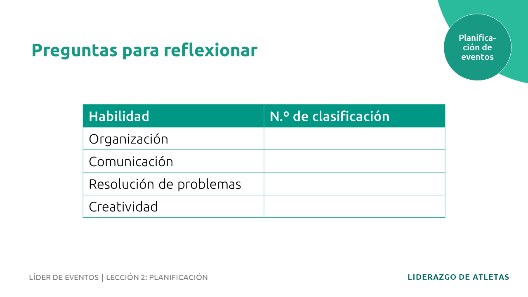 Planifica-
ción de
eventos
Preguntas para reflexionar
Habilidad N.º de clasificación
Organización
Comunicación
Resolución de problemas
Creatividad
LÍDER DE EVENTOS | LECCIÓN 2: PLANIFICACIÓN
LIDERAZGO DE ATLETAS